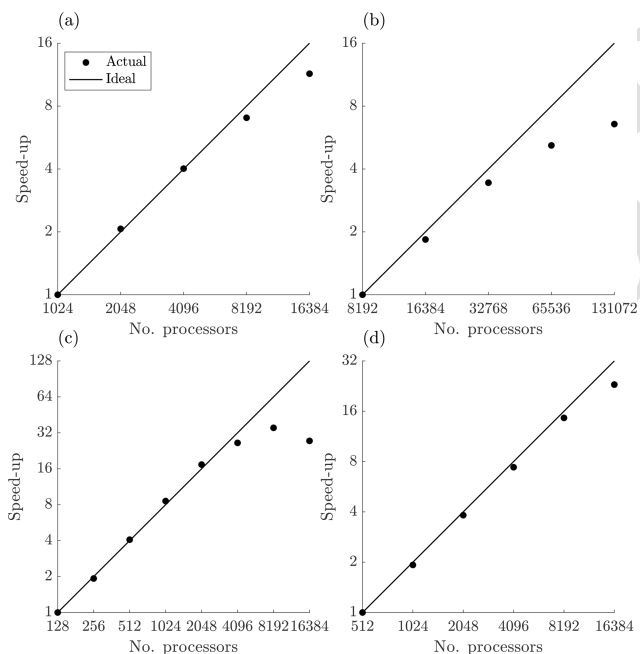 (a)
16
8
4
2
1
Speed-up
Actual
Ideal
1024 2048 4096 8192 16384
No. processors
(b)
16
8
4
2
1
Speed-up
8192 16384 32768 65536 131072
No. processors
(c)
128
64
32
16
8
4
2
1
Speed-up
128 256 512 1024 2048 4096 8192 16384
No. processors
(d)
32
16
8
4
2
1
Speed-up
512 1024 2048 4096 8192 16384
No. processors